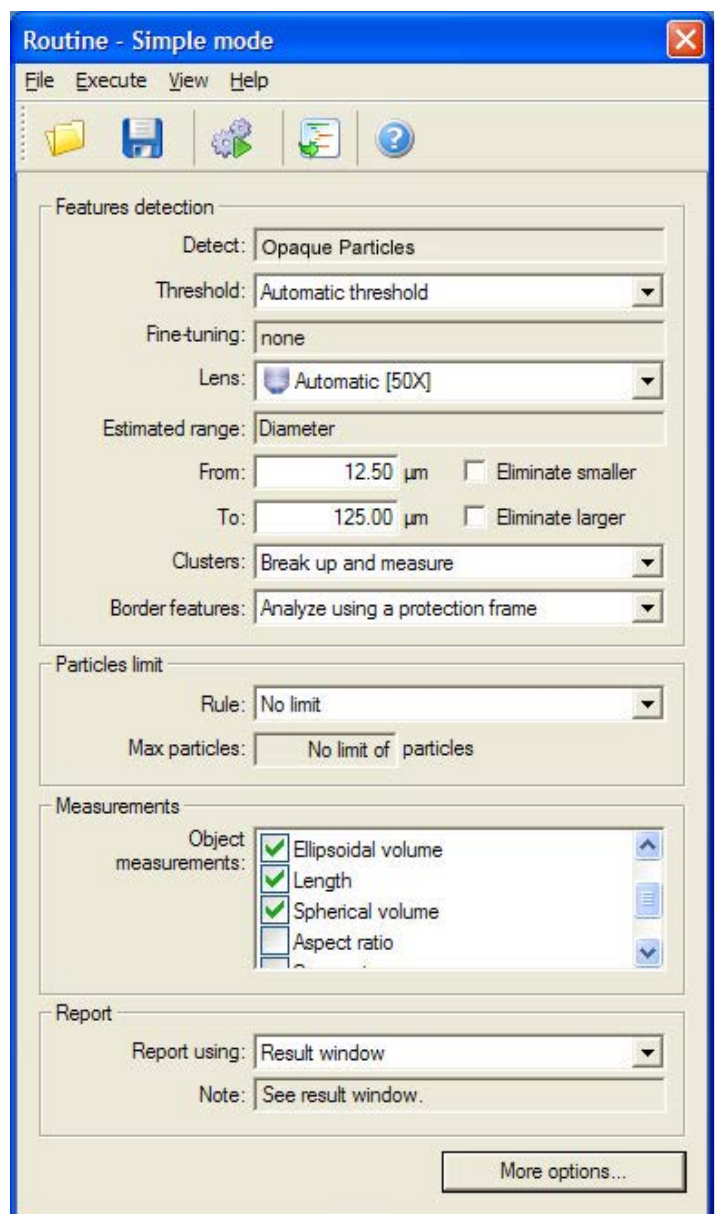 Routine - Simple mode
File Execute View Help
Features detection
Detect: Opaque Particles
Threshold: Automatic threshold
Fine-tuning: none
Lens: Automatic [50X]
Estimated range: Diameter
From: 12.50 µm Eliminate smaller
To: 125.00 µm Eliminate larger
Clusters: Break up and measure
Border features: Analyze using a protection frame
Particles limit
Rule: No limit
Max particles: No limit of particles
Measurements
Object measurements:
Ellipsoidal volume
Length
Spherical volume
Aspect ratio
Report
Report using: Result window
Note: See result window.
More options...